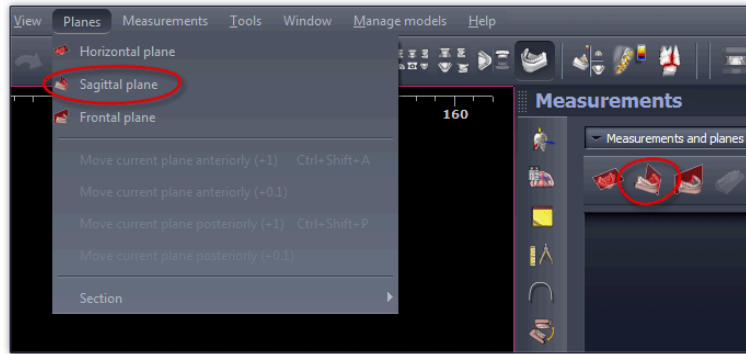 View Planes Measurements Tools Window Manage models Help
Horizontal plane
Sagittal plane
Frontal plane
Move current plane anteriorly (+1) Ctrl+Shift+A
Move current plane anteriorly (+0.1)
Move current plane posteriorly (+1) Ctrl+Shift+P
Move current plane posteriorly (+0.1)
Section
160
Measurements
Measurements and planes